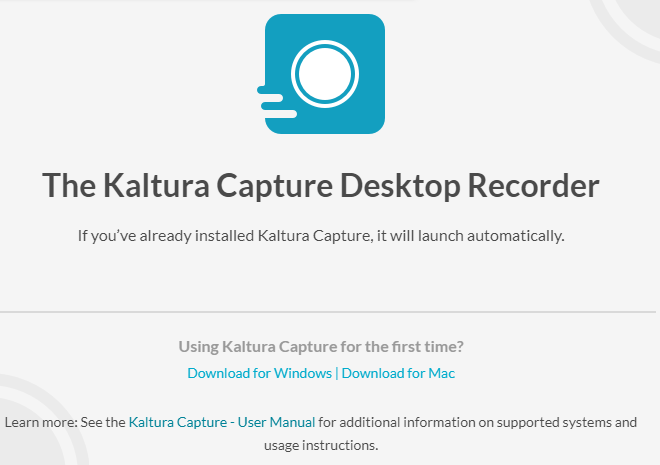 The Kaltura Capture Desktop Recorder
If you’ve already installed Kaltura Capture, it will launch automatically.
Using Kaltura Capture for the first time?
Download for Windows | Download for Mac
Learn more: See the Kaltura Capture - User Manual for additional information on supported systems and
usage instructions.